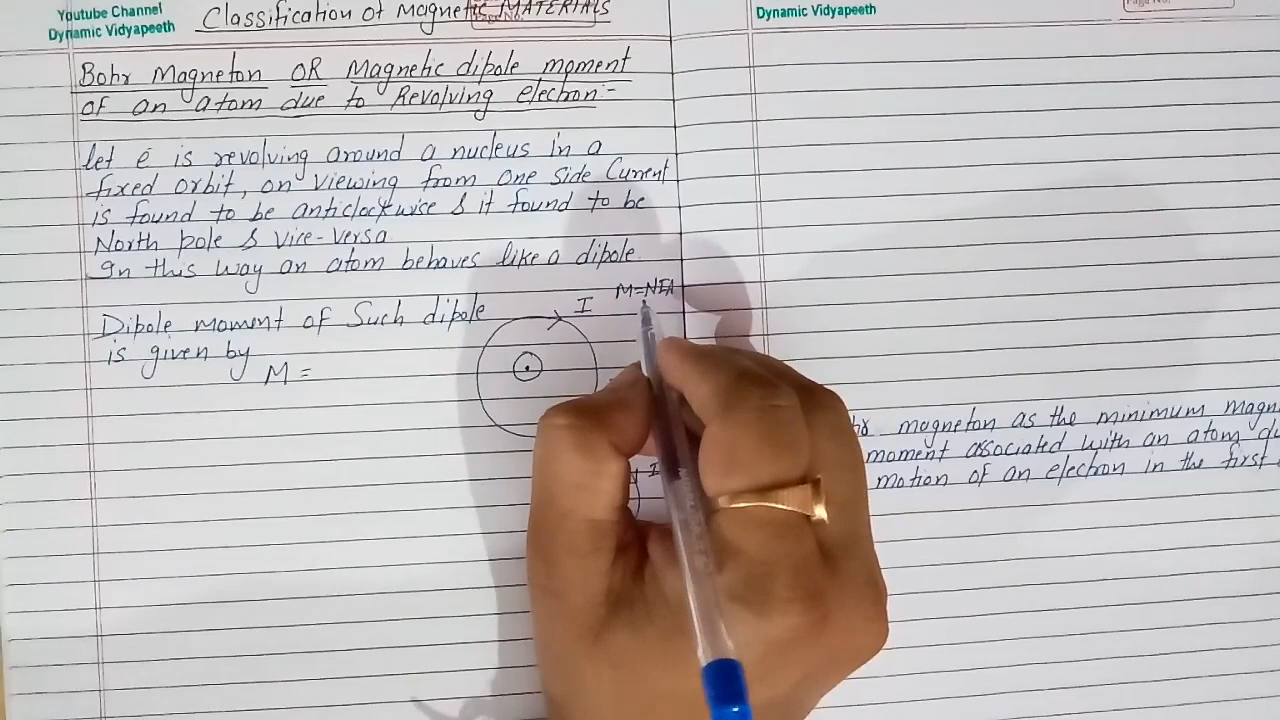 Youtube Channel
Dynamic Vidyapeeth
Classification of Magnetic MATERIALS
Dynamic Vidyapeeth
Bohr Magneton OR Magnetic dipole moment
of an atom due to Revolving electron:-
let e is revolving around a nucleus in a
fixed orbit, on viewing from one side Current
is found to be anticlockwise & it found to be
North pole & Vice-Versa
In this way an atom behaves like a dipole
Dipole moment of Such dipole
is given by
M =
I
M=NIA
I
magneton as the minimum
moment associated with an atom
motion of an electron in the first